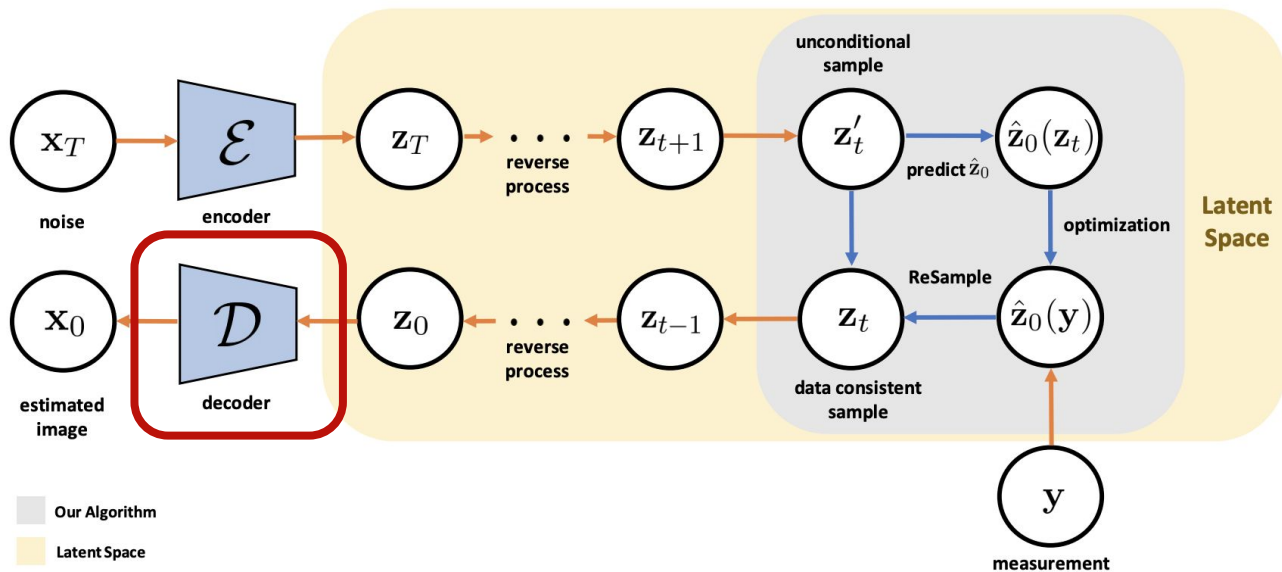 unconditional
sample
x_T
ℰ
z_T
. . .
z_{t+1}
z'_t
ẑ_0(z_t)
reverse
process
predict ẑ_0
noise
encoder
Latent
Space
optimization
ReSample
x_0
𝒟
z_0
. . .
z_{t−1}
z_t
ẑ_0(y)
reverse
process
estimated
image
decoder
data consistent
sample
y
Our Algorithm
Latent Space
measurement